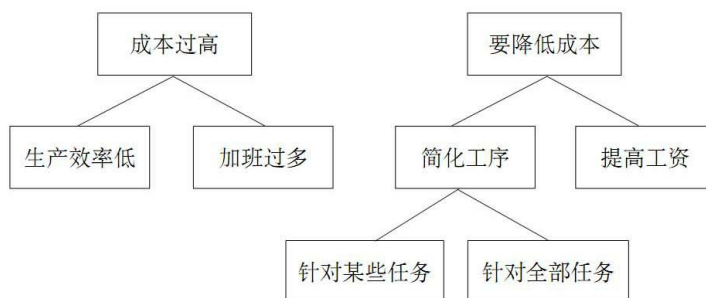 成本过高
要降低成本
生产效率低
加班过多
简化工序
提高工资
针对某些任务
针对全部任务